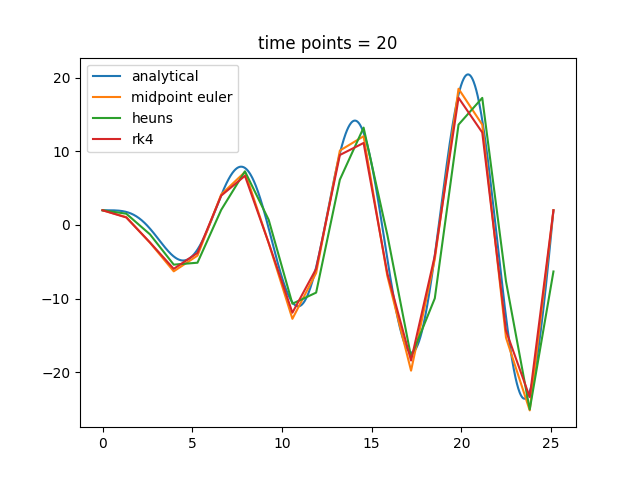 time points = 20
analytical
midpoint euler
heuns
rk4
20
10
0
−10
−20
0 5 10 15 20 25